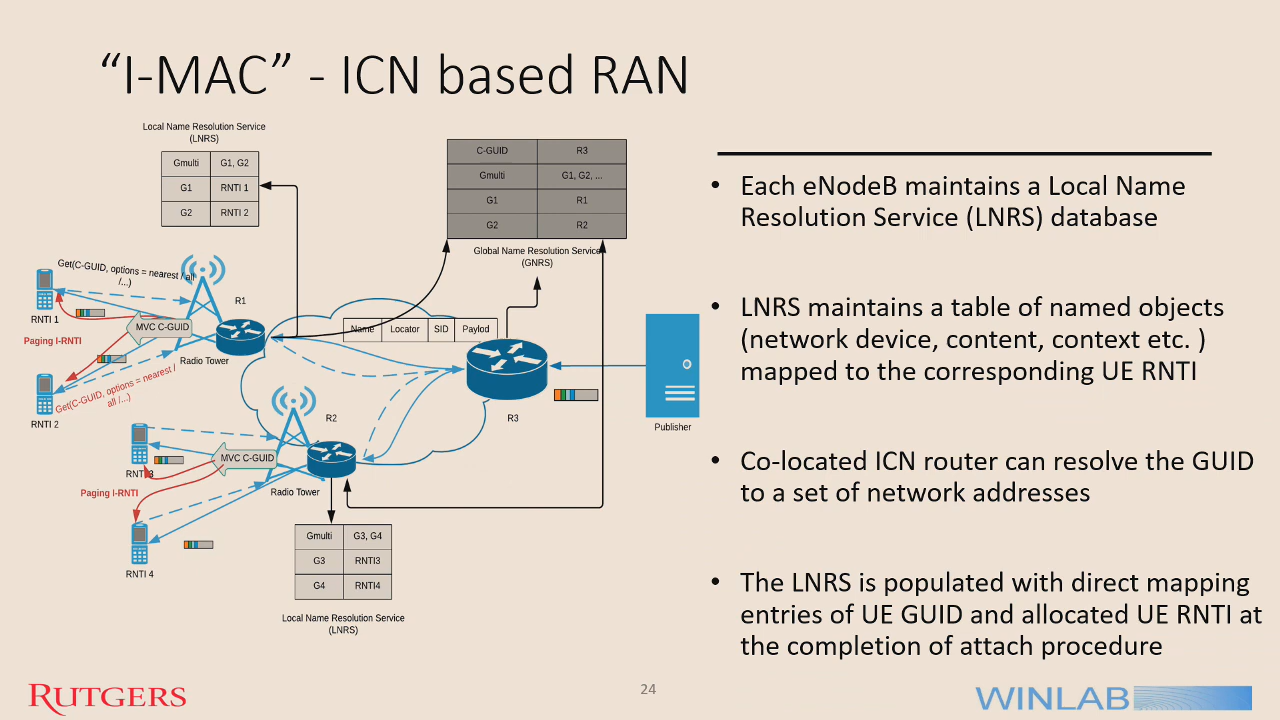 “I-MAC” - ICN based RAN
Local Name Resolution Service
(LNRS)
Gmulti G1, G2
G1 RNTI 1
G2 RNTI 2
C-GUID R3
Gmulti G1, G2, ...
G1 R1
G2 R2
Global Name Resolution Service
(GNRS)
Get(C-GUID, options = nearest / all
/...)
RNTI 1
Paging I-RNTI
MVC C-GUID
R1
Radio Tower
Name Locator SID Paylod
Get(C-GUID, options = nearest /
all /...)
RNTI 2
R2
R3
Publisher
RNTI3
MVC C-GUID
Paging I-RNTI
Radio Tower
RNTI 4
Gmulti G3, G4
G3 RNTI3
G4 RNTI4
Local Name Resolution Service
(LNRS)
• Each eNodeB maintains a Local Name
Resolution Service (LNRS) database
• LNRS maintains a table of named objects
(network device, content, context etc. )
mapped to the corresponding UE RNTI
• Co-located ICN router can resolve the GUID
to a set of network addresses
• The LNRS is populated with direct mapping
entries of UE GUID and allocated UE RNTI at
the completion of attach procedure
RUTGERS
24
WINLAB